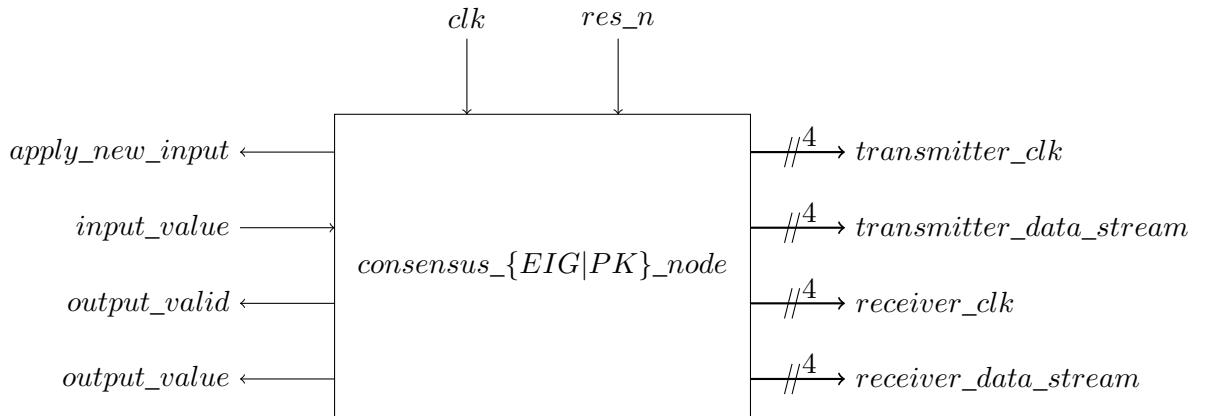 clk res_n
apply_new_input 4 transmitter_clk
input_value 4 transmitter_data_stream
consensus_{EIG|PK}_node
output_valid 4 receiver_clk
output_value 4 receiver_data_stream